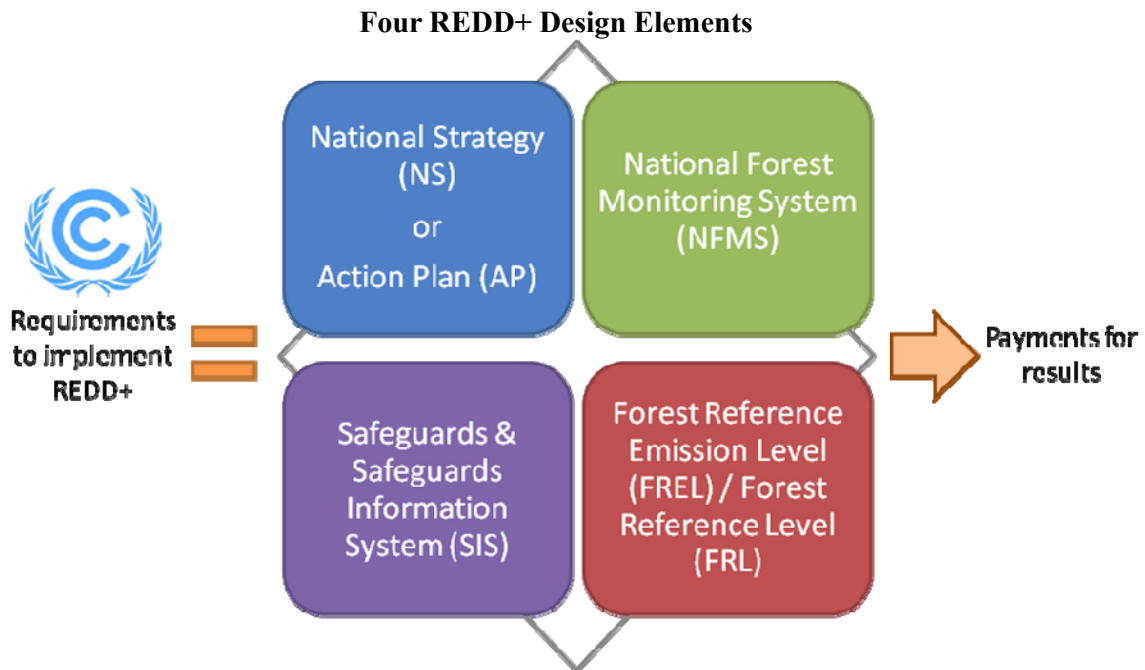 Four REDD+ Design Elements
National Strategy
(NS)
or
Action Plan (AP)
National Forest
Monitoring System
(NFMS)
Requirements
to implement
REDD+
Payments for
results
Safeguards &
Safeguards
Information
System (SIS)
Forest Reference
Emission Level
(FREL) / Forest
Reference Level
(FRL)